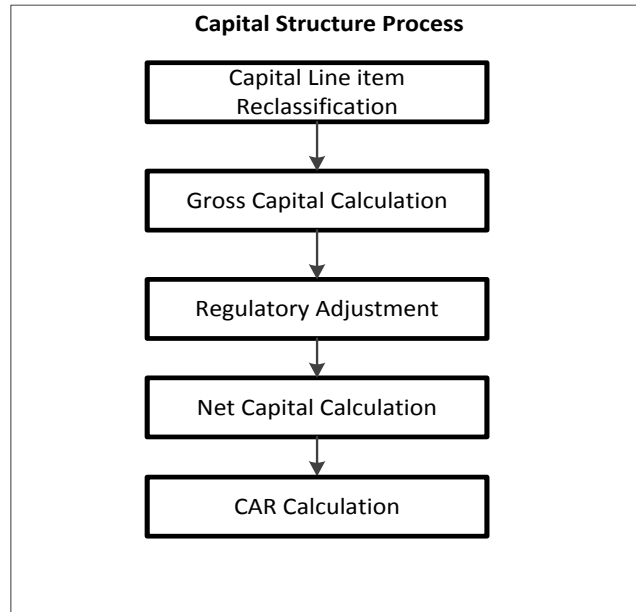 Capital Structure Process
Capital Line item
Reclassification
Gross Capital Calculation
Regulatory Adjustment
Net Capital Calculation
CAR Calculation